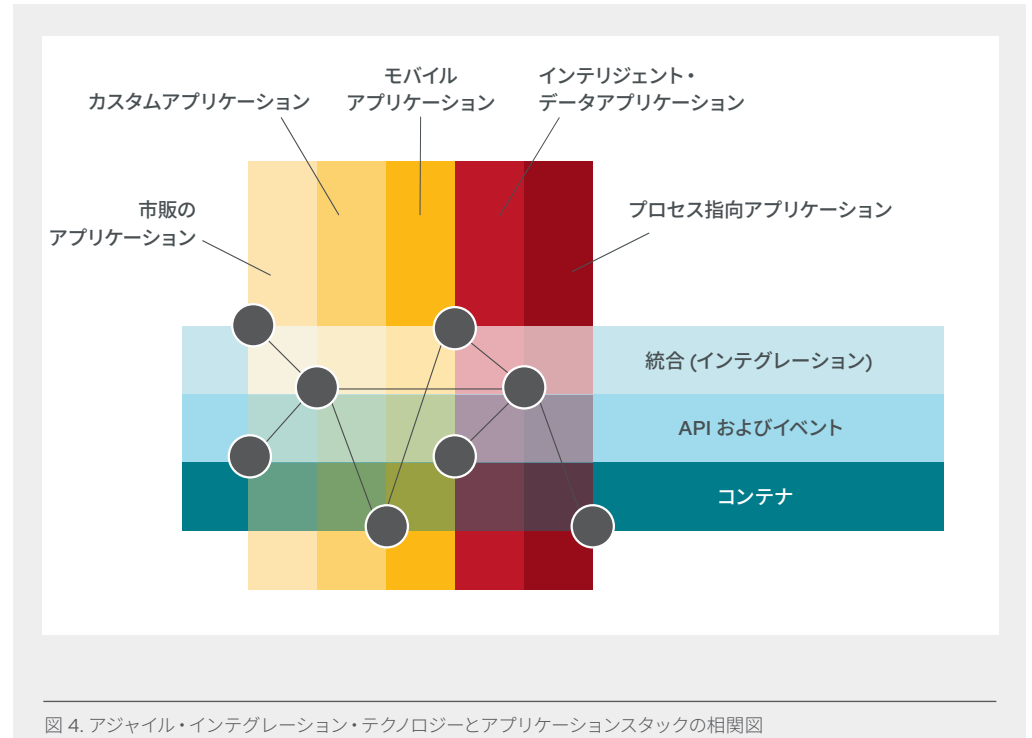 モバイル
アプリケーション
インテリジェント・
データアプリケーション
カスタムアプリケーション
市販の
アプリケーション
プロセス指向アプリケーション
統合 (インテグレーション)
API およびイベント
コンテナ
図 4. アジャイル・インテグレーション・テクノロジーとアプリケーションスタックの相関図